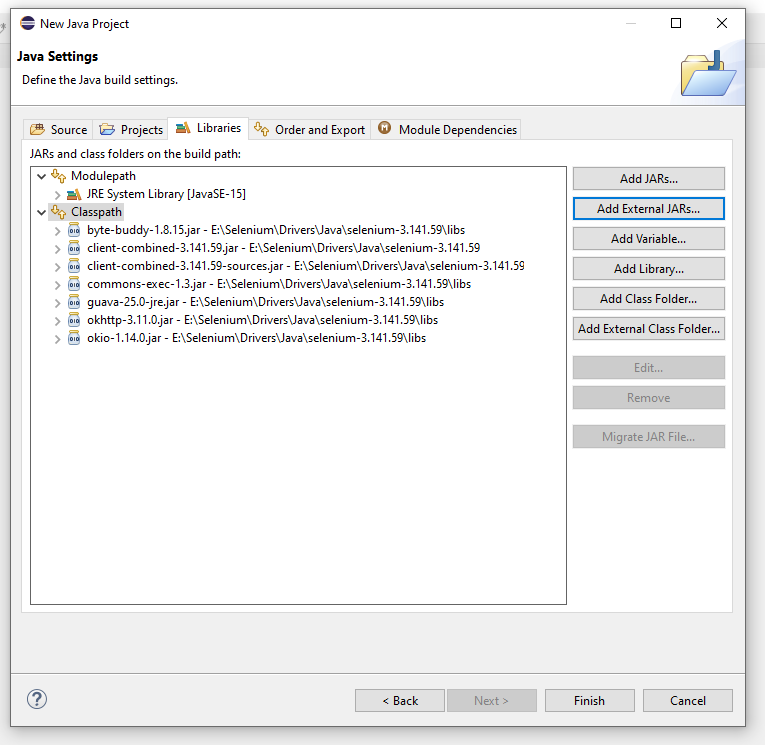 New Java Project
Java Settings
Define the Java build settings.
Source Projects Libraries Order and Export Module Dependencies
JARs and class folders on the build path:
Modulepath
JRE System Library [JavaSE-15]
Classpath
byte-buddy-1.8.15.jar - E:\Selenium\Drivers\Java\selenium-3.141.59\libs
client-combined-3.141.59.jar - E:\Selenium\Drivers\Java\selenium-3.141.59
client-combined-3.141.59-sources.jar - E:\Selenium\Drivers\Java\selenium-3.141.59
commons-exec-1.3.jar - E:\Selenium\Drivers\Java\selenium-3.141.59\libs
guava-25.0-jre.jar - E:\Selenium\Drivers\Java\selenium-3.141.59\libs
okhttp-3.11.0.jar - E:\Selenium\Drivers\Java\selenium-3.141.59\libs
okio-1.14.0.jar - E:\Selenium\Drivers\Java\selenium-3.141.59\libs
Add JARs...
Add External JARs...
Add Variable...
Add Library...
Add Class Folder...
Add External Class Folder...
Edit...
Remove
Migrate JAR File...
< Back Next > Finish Cancel